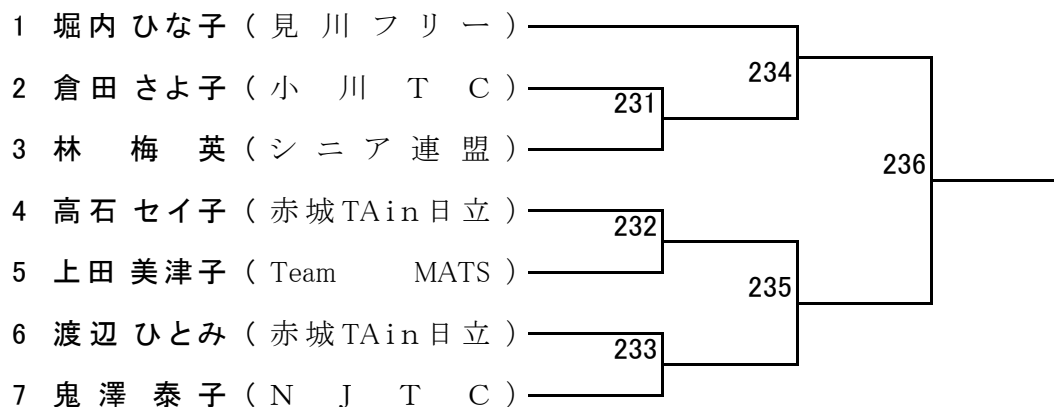 1 堀内 ひな子 ( 見川フリー )
234
2 倉田 さよ子 ( 小川TC )
231
3 林 梅英 ( シニア連盟 )
236
4 高石 セイ子 ( 赤城TAin日立 )
232
5 上田 美津子 ( Team MATS )
235
6 渡辺 ひとみ ( 赤城TAin日立 )
233
7 鬼澤 泰子 ( NJTC )